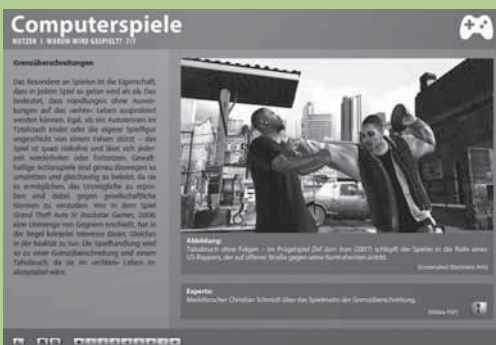 Computerspiele
NUTZER | WARUM WIRD GESPIELT? 7/7
Grenzüberschreitungen
Das Besondere an Spielen ist die Eigenschaft,
dass in jedem Spiel so getan wird als ob. Das
bedeutet, dass Handlungen ohne Auswir-
kungen auf das »echte« Leben ausprobiert
werden können. Egal, ob ein Autorennen im
Totalcrash endet oder die eigene Spielfigur
ungeschickt von einem Felsen stürzt – das
Spiel ist quasi risikofrei und lässt sich jeder-
zeit wiederholen oder fortsetzen. Gewalt-
haltige Actionspiele sind genau deswegen so
umstritten und gleichzeitig so beliebt, da sie
es ermöglichen, das Unmögliche zu erpro-
ben und dabei gegen gesellschaftliche
Normen zu verstoßen. Wer in dem Spiel
Grand Theft Auto IV (Rockstar Games, 2008)
eine Unmenge von Gegnern erschießt, hat in
der Regel keinerlei Interesse daran, Gleiches
in der Realität zu tun. Die Spielhandlung wird
so zu einer Grenzüberschreitung und einem
Tabubruch, da sie im »echten« Leben in-
akzeptabel wäre.
Abbildung:
Tabubruch ohne Folgen – im Prügelspiel Def Jam: Icon (2007) schlüpft der Spieler in die Rolle eines
US-Rappers, der auf offener Straße gegen seine Kontrahenten antritt.
(Screenshot: Electronic Arts)
Experte:
Marktforscher Christian Schmidt über das Spielmotiv der Grenzüberschreitung.